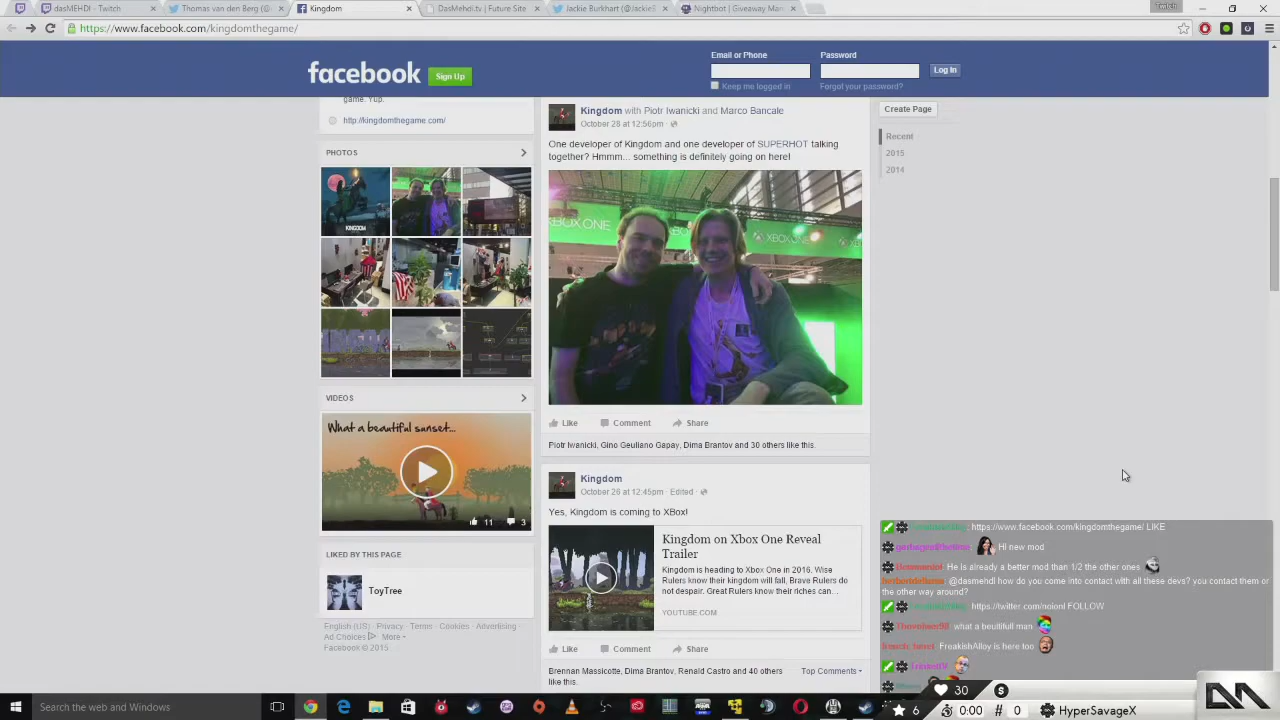 dasMEHDI - Twitch
Thomas van den Berg (@
Kingdom
DasMehdi.tv | Future Site
Jackie Burkhart (@JackieS
Nightbot | Giveaway Man
Twitch
https://www.facebook.com/kingdomthegame/
facebook
Sign Up
Email or Phone
Password
Log In
Keep me logged in
Forgot your password?
game. Yup.
http://kingdomthegame.com/
PHOTOS
KINGDOM
VIDEOS
What a beautiful sunset...
11
3
LIKED BY THIS PAGE
ToyTree
English (US) · Privacy · Terms · Cookies · Advertising ·
Ad Choices · More
Facebook © 2015
Kingdom with Piotr Iwanicki and Marco Bancale
October 28 at 12:56pm ·
One developer of Kingdom and one developer of SUPERHOT talking
together? Hmmm... something is definitely going on here!
XBOX ONE
XBOX ONE
Like
Comment
Share
Piotr Iwanicki, Gino Geuliano Gapay, Dima Brantov and 30 others like this.
Kingdom
October 28 at 12:45pm · Edited ·
Yes, Kingdom is coming to XBox!
Kingdom on Xbox One Reveal
Trailer
Kingdom is heading to Xbox One in 2016. Wise
Rulers know their kingdom will fall, Brave Rulers do
not despair. Great Rulers know their riches can...
YOUTUBE.COM
Like
Comment
Share
Brennan Massicotte, Dima Brantov, Renald Castro and 40 others
like this.
Top Comments
Create Page
Recent
2015
2014
: https://www.facebook.com/kingdomthegame/ LIKE
Hi new mod
He is already a better mod than 1/2 the other ones
: @dasmehdi how do you come into contact with all these devs? you contact them or
the other way around?
: https://twitter.com/noionl FOLLOW
what a beuitifull man
FreakishAlloy is here too
30
6
0:00
# 0
HyperSavageX
Search the web and Windows